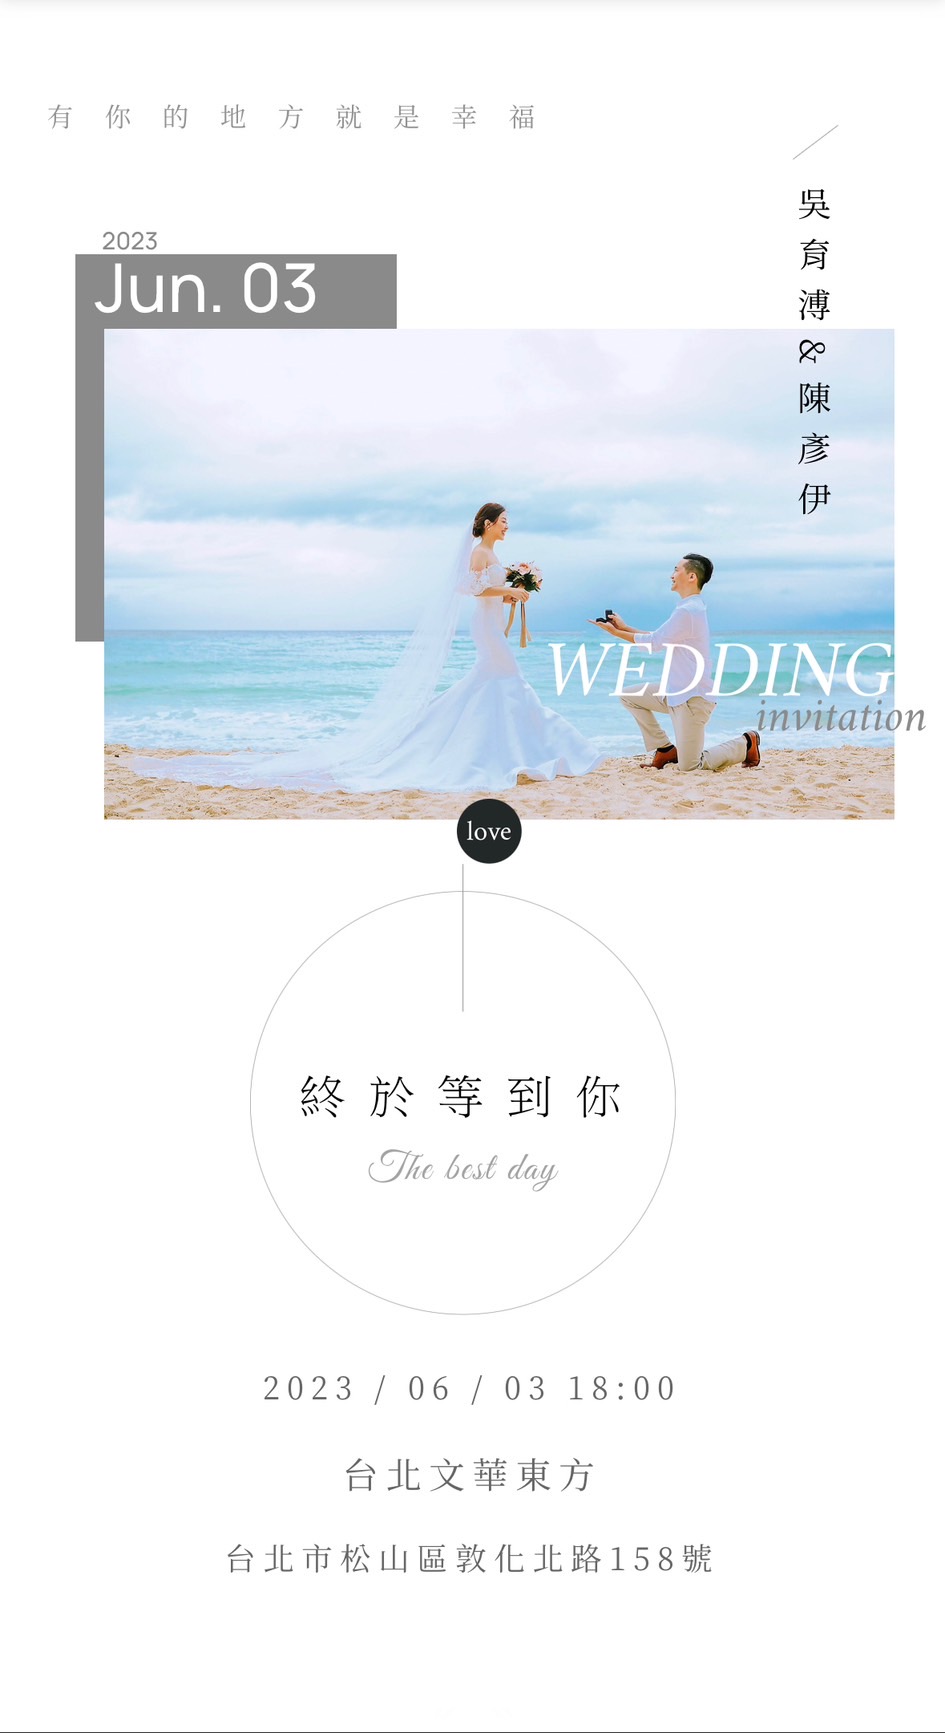 有你的地方就是幸福
吳育溥&陳彥伊
2023
Jun. 03
WEDDING
invitation
love
終於等到你
The best day
2023 / 06 / 03 18:00
台北文華東方
台北市松山區敦化北路158號